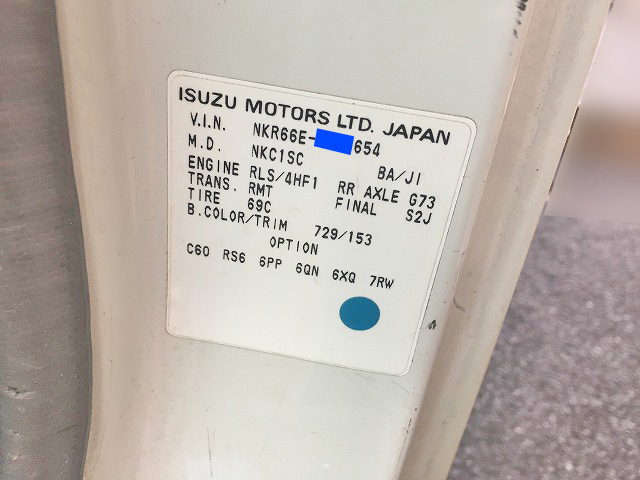 ISUZU MOTORS LTD. JAPAN
V.I.N. NKR66E-654
M.D. NKC1SC BA/JI
ENGINE RLS/4HF1 RR AXLE G73
TRANS. RMT FINAL S2J
TIRE 69C
B.COLOR/TRIM 729/153
OPTION
C60 RS6 6PP 6QN 6XQ 7RW